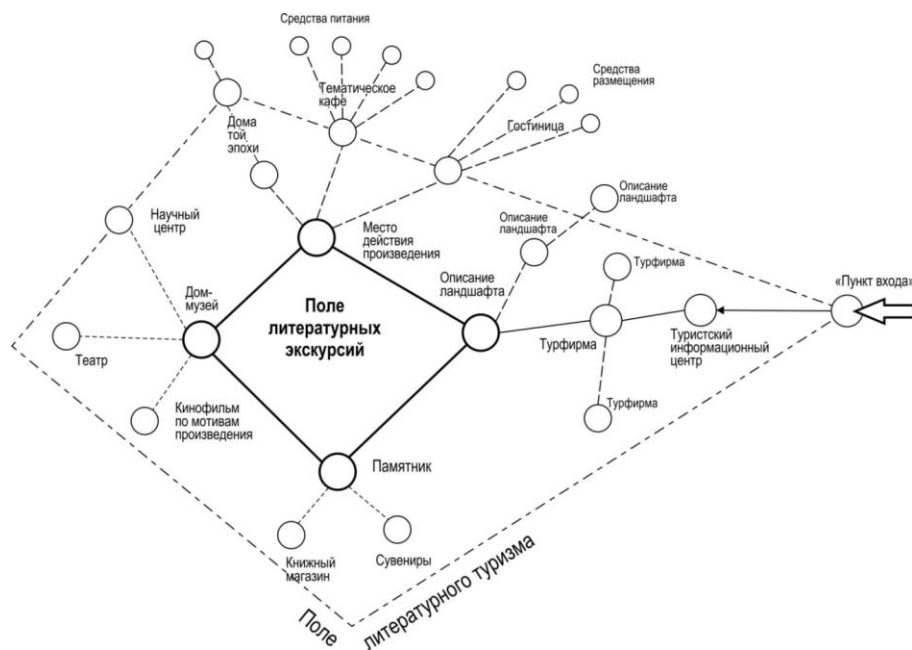 Средства питания
Средства
размещения
Тематическое
кафе
Дома
той
эпохи
Гостиница
Описание
ландшафта
Научный
центр
Место
действия
произведения
Описание
ландшафта
Турфирма
«Пункт входа»
Дом-
музей
Поле
литературных
экскурсий
Описание
ландшафта
Турфирма
Туристский
информационный
центр
Театр
Кинофильм
по мотивам
произведения
Турфирма
Памятник
Книжный
магазин
Сувениры
Поле литературного туризма